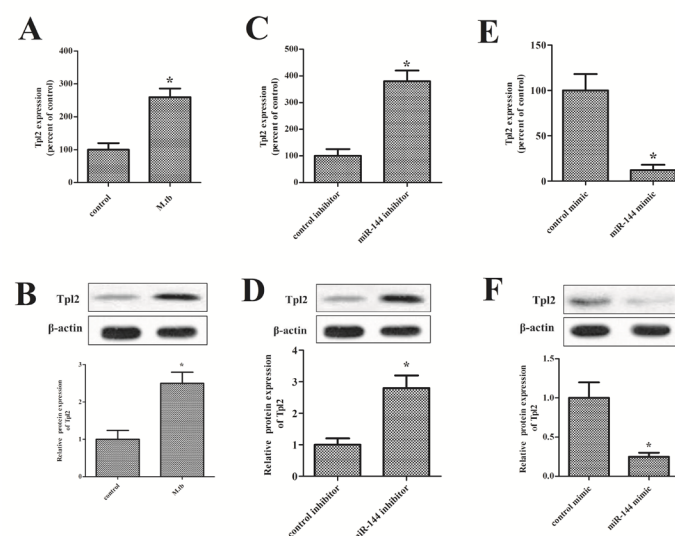 A
Tpl2 expression
(percent of control)
400
300
200
100
0
*
control
M.tb
C
Tpl2 expression
(percent of control)
500
400
300
200
100
0
*
control inhibitor
miR-144 inhibitor
E
Tpl2 expression
(percent of control)
150
100
50
0
*
control mimic
miR-144 mimic
B
Tpl2
β-actin
Relative protein expression
of Tpl2
3
2
1
0
*
control
M.tb
D
Tpl2
β-actin
Relative protein expression
of Tpl2
4
3
2
1
0
*
control inhibitor
miR-144 inhibitor
F
Tpl2
β-actin
Relative protein expression
of Tpl2
1.5
1.0
0.5
0.0
*
control mimic
miR-144 mimic